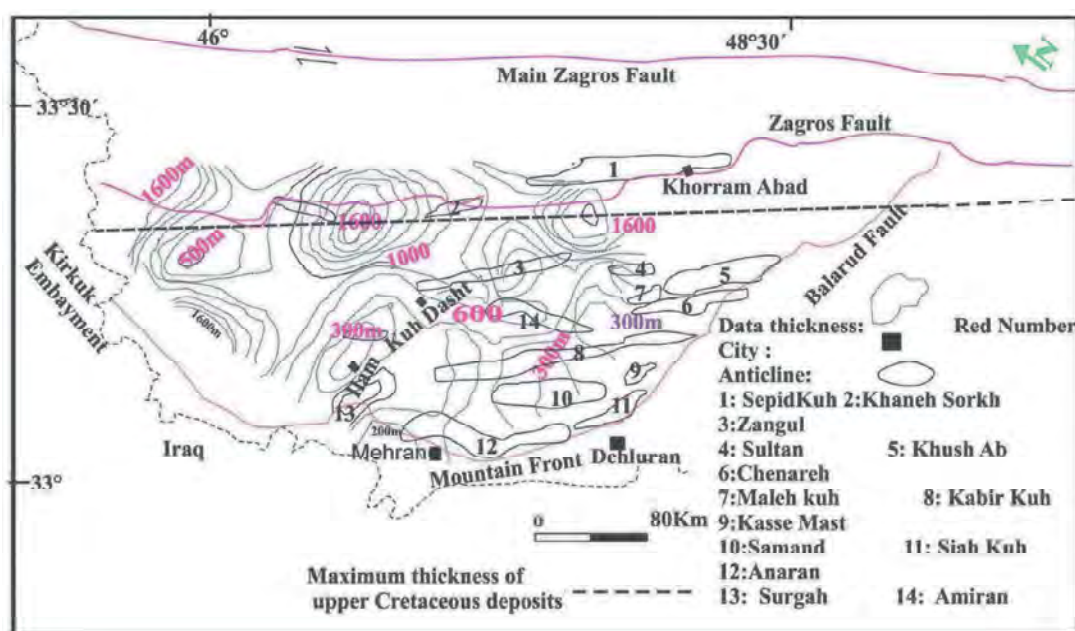 46°
48°30´
N
Main Zagros Fault
33°30´
Zagros Fault
1
Khorram Abad
1600m
2
1600
1600
500m
1000
3
4
5
Balarud Fault
Kirkuk
Embayment
7
6
Kuh Dasht
600
14
300m
1600m
300m
Data thickness: Red Number
City :
8
300m
Anticline:
9
Ilam
1: SepidKuh 2:Khaneh Sorkh
10
13
11
3:Zangul
200m
12
4: Sultan 5: Khush Ab
Iraq
Mehran
Dehluran
Mountain Front
6:Chenareh
33°
7:Maleh kuh 8: Kabir Kuh
0 80Km
9:Kasse Mast
10:Samand 11: Siah Kuh
Maximum thickness of
upper Cretaceous deposits
12:Anaran
13: Surgah 14: Amiran